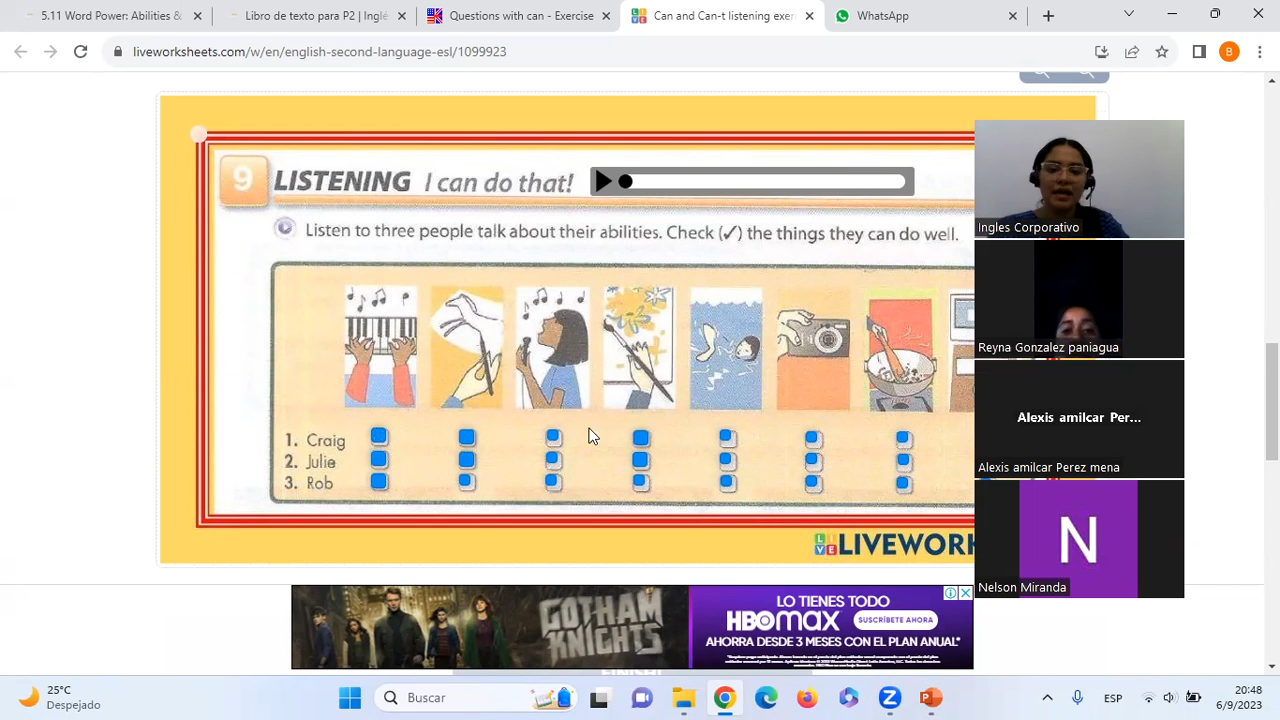 5.11 Word Power: Abilities &
Libro de texto para P2 | Inglé
Questions with can - Exercise
Can and Can-t listening exer
WhatsApp
liveworksheets.com/w/en/english-second-language-esl/1099923
B
9 LISTENING I can do that!
Listen to three people talk about their abilities. Check (✓) the things they can do well.
1. Craig
2. Julie
3. Rob
LIVEWORK
Ingles Corporativo
Reyna Gonzalez paniagua
Alexis amilcar Per...
Alexis amilcar Perez mena
N
Nelson Miranda
GOTHAM
KNIGHTS
LO TIENES TODO
HBOmax
SUSCRÍBETE AHORA
AHORRA DESDE 3 MESES CON EL PLAN ANUAL*
FINISH!
25°C
Despejado
Buscar
ESP
20:48
6/9/2023